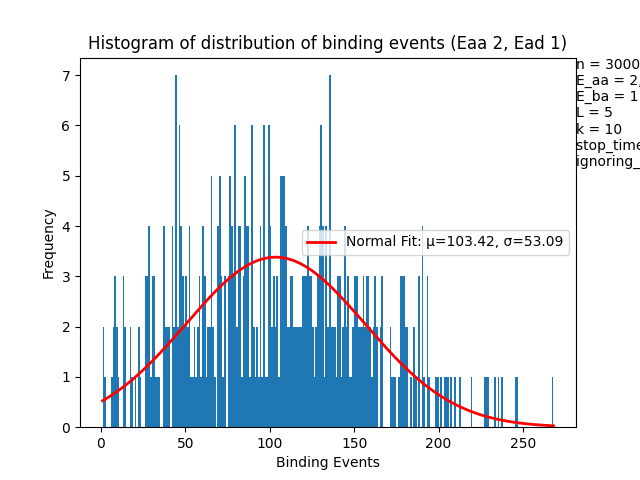 Histogram of distribution of binding events (Eaa 2, Ead 1)
n = 3000
E_aa = 2,
E_ba = 1
L = 5
k = 10
stop_time
ignoring_
Normal Fit: μ=103.42, σ=53.09
Frequency
7
6
5
4
3
2
1
0
0 50 100 150 200 250
Binding Events